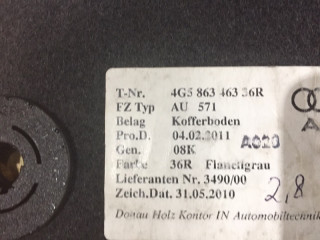 T-Nr. 4G5 863 463 36R
FZ Typ AU 571
Belag Kofferboden
Pro.D. 04.02.2011 A020
Gen. 08K
Farbe 36R Flanellgrau
Lieferanten Nr. 3490/00
Zeich.Dat. 31.05.2010 2,8
Donau Holz Kontor IN Automobiltechnik